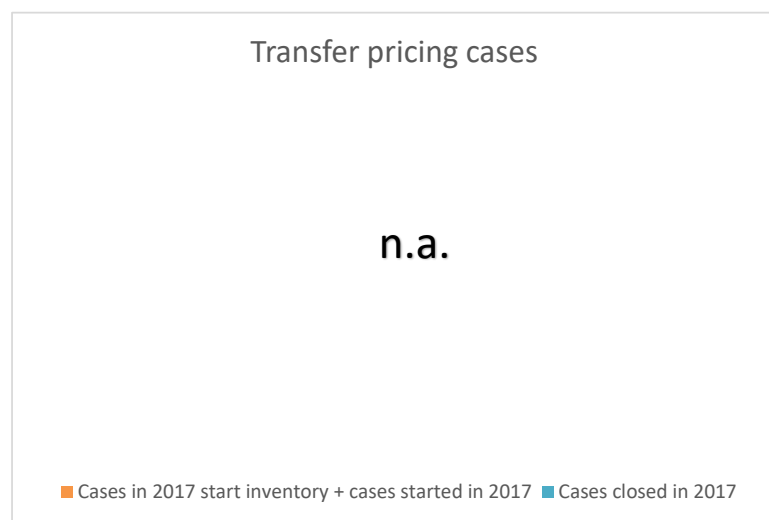 Transfer pricing cases
n.a.
Cases in 2017 start inventory + cases started in 2017 Cases closed in 2017